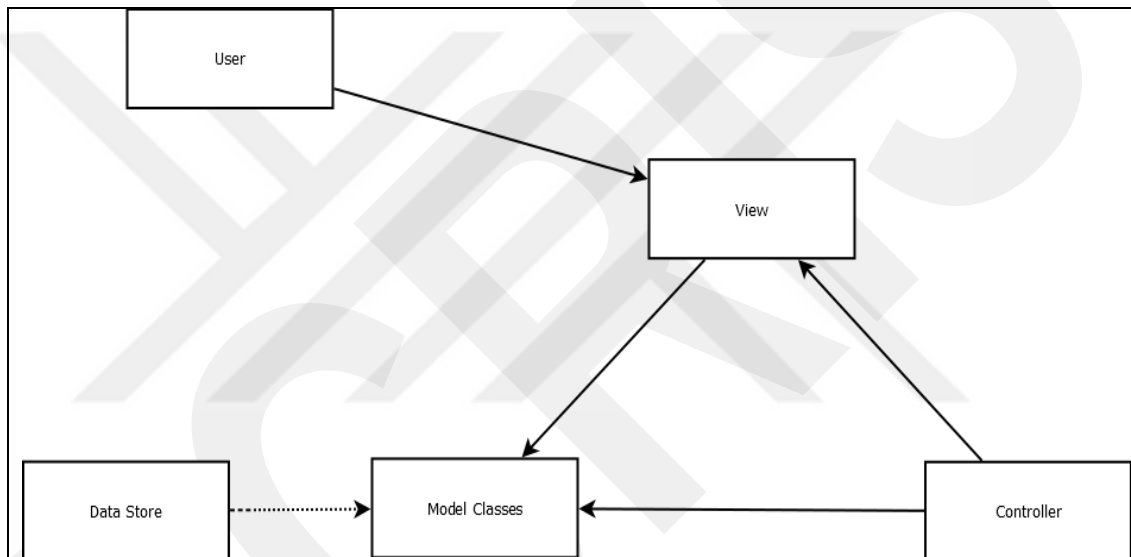 User
View
Data Store
Model Classes
Controller